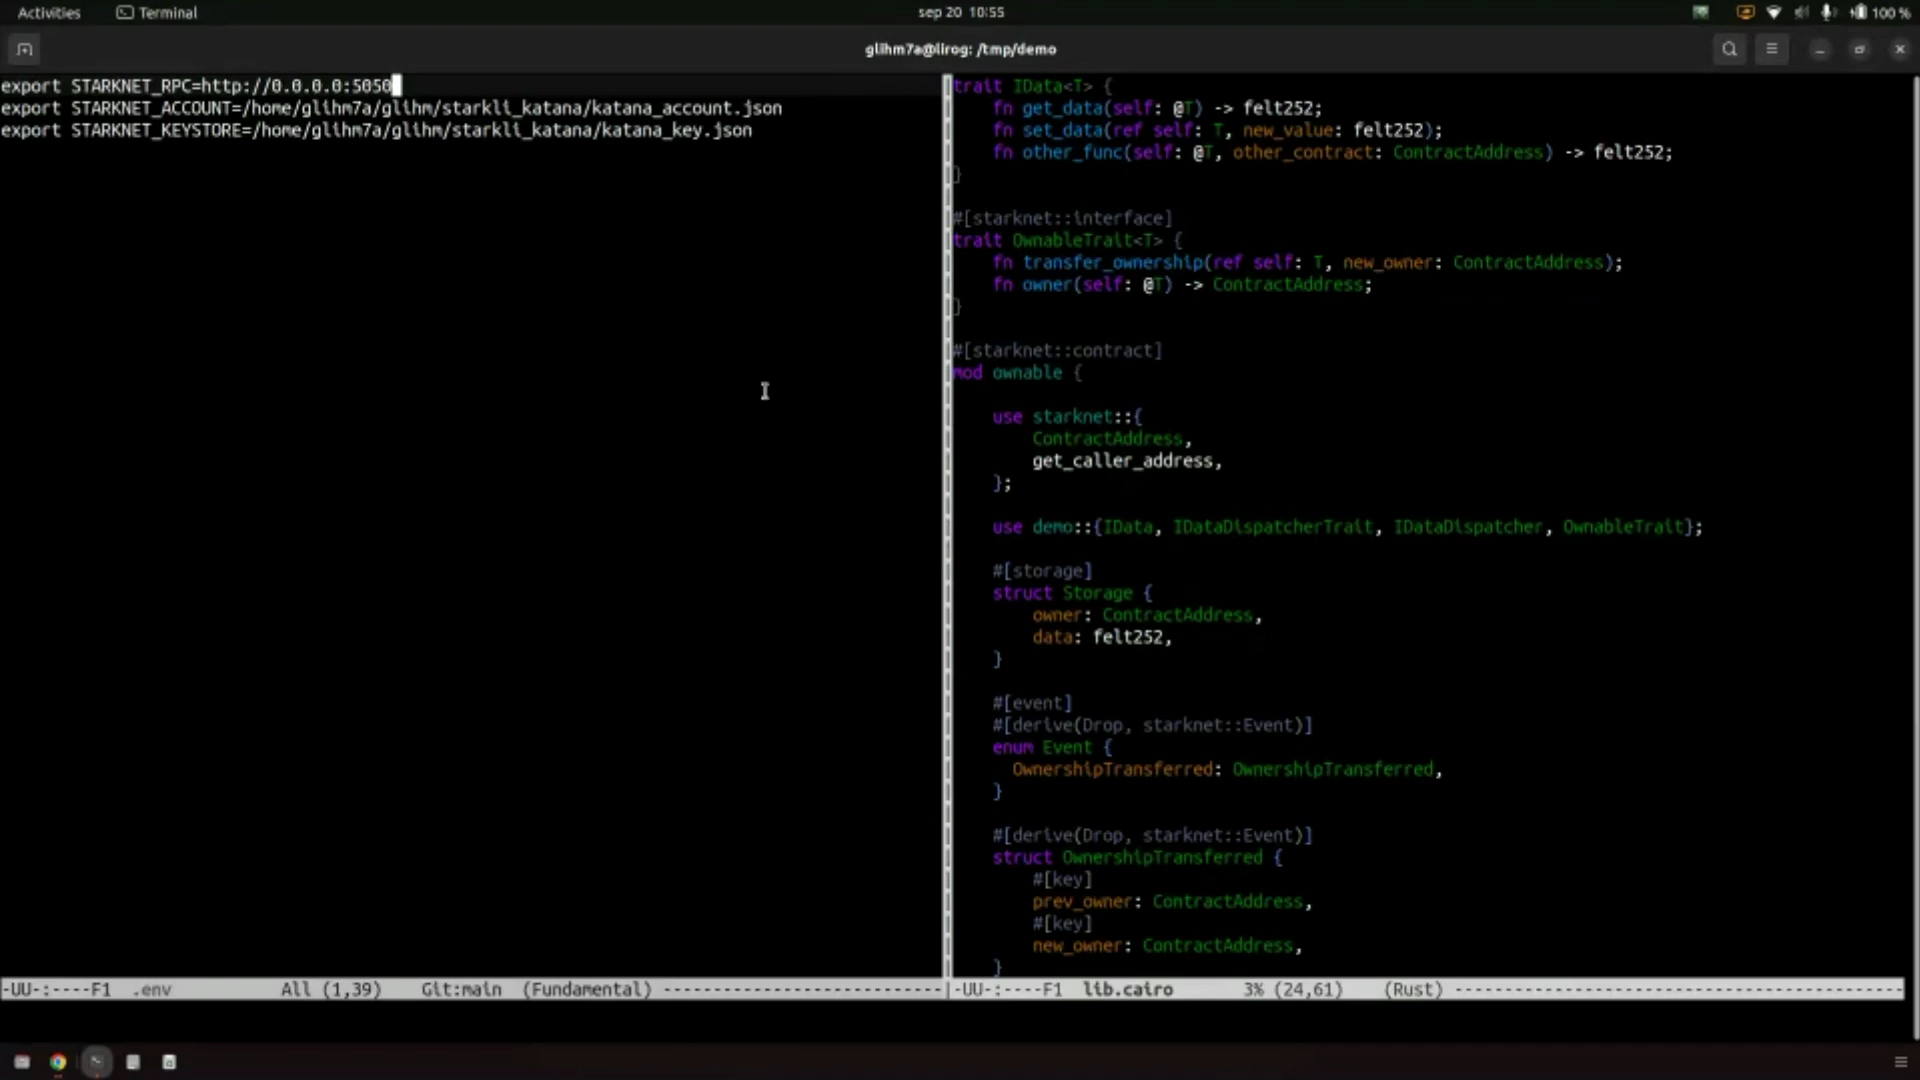 Activities Terminal sep 20 10:55 100 %
glihm7a@lirog: /tmp/demo
export STARKNET_RPC=http://0.0.0.0:5050
export STARKNET_ACCOUNT=/home/glihm7a/glihm/starkli_katana/katana_account.json
export STARKNET_KEYSTORE=/home/glihm7a/glihm/starkli_katana/katana_key.json
-UU-:----F1 .env All (1,39) Git:main (Fundamental) ----------------------------
trait IData<T> {
fn get_data(self: @T) -> felt252;
fn set_data(ref self: T, new_value: felt252);
fn other_func(self: @T, other_contract: ContractAddress) -> felt252;
}
#[starknet::interface]
trait OwnableTrait<T> {
fn transfer_ownership(ref self: T, new_owner: ContractAddress);
fn owner(self: @T) -> ContractAddress;
}
#[starknet::contract]
mod ownable {
use starknet::{
ContractAddress,
get_caller_address,
};
use demo::{IData, IDataDispatcherTrait, IDataDispatcher, OwnableTrait};
#[storage]
struct Storage {
owner: ContractAddress,
data: felt252,
}
#[event]
#[derive(Drop, starknet::Event)]
enum Event {
OwnershipTransferred: OwnershipTransferred,
}
#[derive(Drop, starknet::Event)]
struct OwnershipTransferred {
#[key]
prev_owner: ContractAddress,
#[key]
new_owner: ContractAddress,
}
-UU-:----F1 lib.cairo 3% (24,61) (Rust) ---------------------------------------------